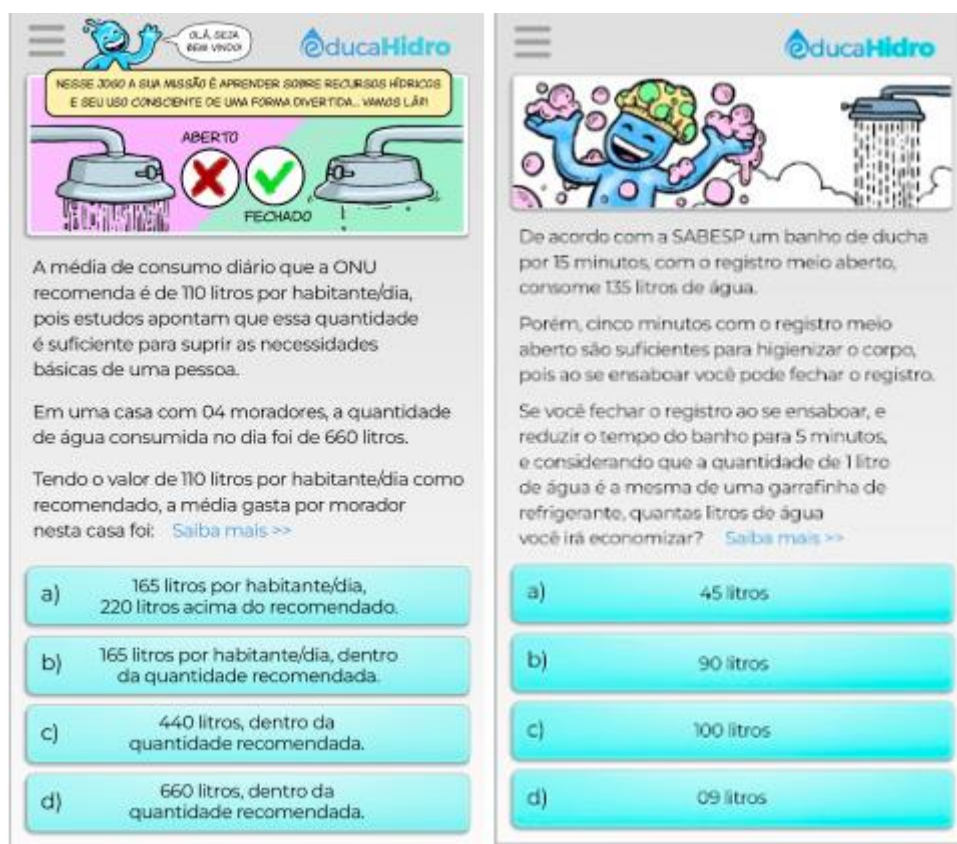 OLÁ, SEJA
BEM VINDO!
éducaHidro
NESSE JOGO A SUA MISSÃO É APRENDER SOBRE RECURSOS HÍDRICOS
E SEU USO CONSCIENTE DE UMA FORMA DIVERTIDA... VAMOS LÁ!!!
ABERTO
FECHADO
A média de consumo diário que a ONU
recomenda é de 110 litros por habitante/dia,
pois estudos apontam que essa quantidade
é suficiente para suprir as necessidades
básicas de uma pessoa.
Em uma casa com 04 moradores, a quantidade
de água consumida no dia foi de 660 litros.
Tendo o valor de 110 litros por habitante/dia como
recomendado, a média gasta por morador
nesta casa foi: Saiba mais >>
a) 165 litros por habitante/dia,
220 litros acima do recomendado.
b) 165 litros por habitante/dia, dentro
da quantidade recomendada.
c) 440 litros, dentro da
quantidade recomendada.
d) 660 litros, dentro da
quantidade recomendada.
éducaHidro
De acordo com a SABESP um banho de ducha
por 15 minutos, com o registro meio aberto,
consome 135 litros de água.
Porém, cinco minutos com o registro meio
aberto são suficientes para higienizar o corpo,
pois ao se ensaboar você pode fechar o registro.
Se você fechar o registro ao se ensaboar, e
reduzir o tempo do banho para 5 minutos,
e considerando que a quantidade de 1 litro
de água é a mesma de uma garrafinha de
refrigerante, quantas litros de água
você irá economizar? Saiba mais >>
a) 45 litros
b) 90 litros
c) 100 litros
d) 09 litros